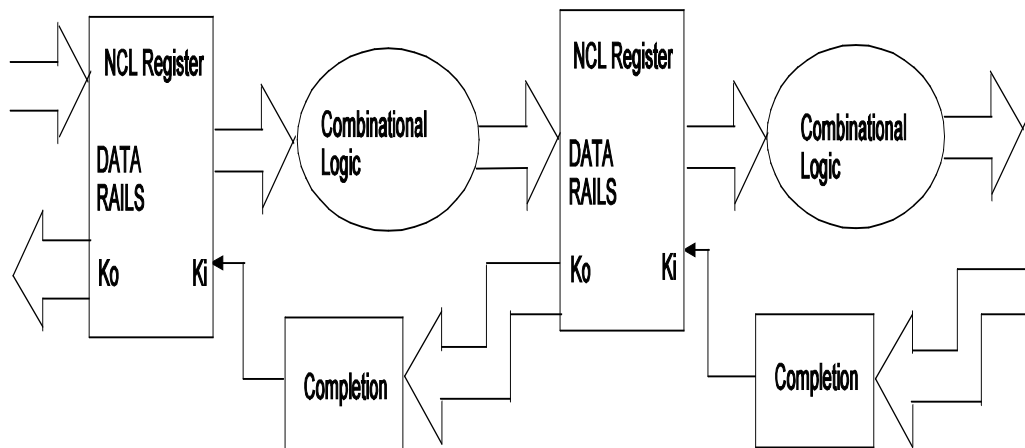 NCL Register
DATA
RAILS
Ko Ki
Combinational
Logic
Completion
NCL Register
DATA
RAILS
Ko Ki
Combinational
Logic
Completion